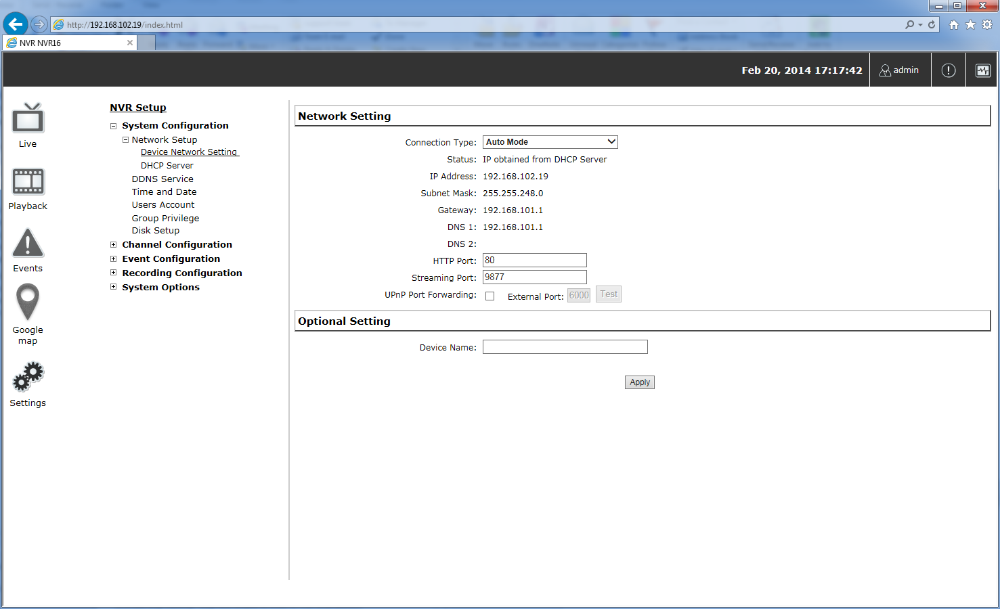 http://192.168.102.19/index.html
NVR NVR16
Feb 20, 2014 17:17:42
admin
Live
Playback
Events
Google
map
Settings
NVR Setup
System Configuration
Network Setup
Device Network Setting
DHCP Server
DDNS Service
Time and Date
Users Account
Group Privilege
Disk Setup
Channel Configuration
Event Configuration
Recording Configuration
System Options
Network Setting
Connection Type: Auto Mode
Status: IP obtained from DHCP Server
IP Address: 192.168.102.19
Subnet Mask: 255.255.248.0
Gateway: 192.168.101.1
DNS 1: 192.168.101.1
DNS 2:
HTTP Port: 80
Streaming Port: 9877
UPnP Port Forwarding: External Port: 6000 Test
Optional Setting
Device Name:
Apply